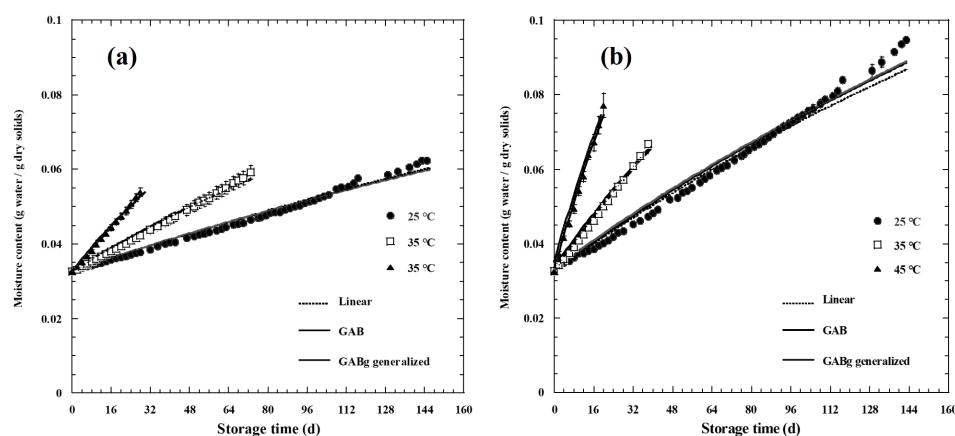 (a)
Moisture content (g water / g dry solids)
0.1
0.08
0.06
0.04
0.02
0
25 °C
35 °C
35 °C
Linear
GAB
GABg generalized
0 16 32 48 64 80 96 112 128 144 160
Storage time (d)
(b)
Moisture content (g water / g dry solids)
0.1
0.08
0.06
0.04
0.02
0
25 °C
35 °C
45 °C
Linear
GAB
GABg generalized
0 16 32 48 64 80 96 112 128 144 160
Storage time (d)